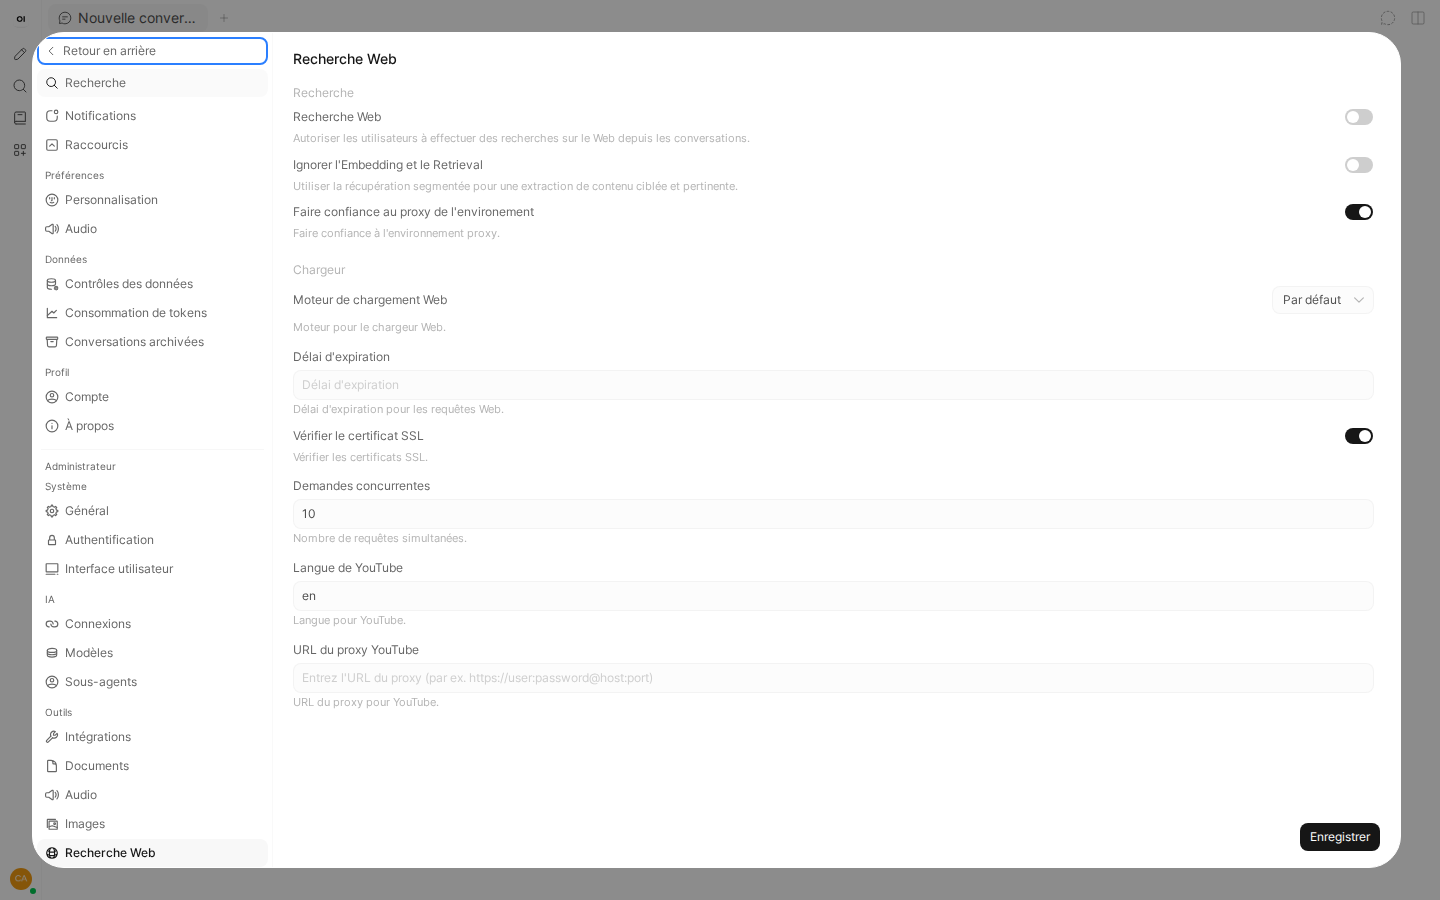 OI
Nouvelle conver...
Retour en arrière
Recherche
Notifications
Raccourcis
Préférences
Personnalisation
Audio
Données
Contrôles des données
Consommation de tokens
Conversations archivées
Profil
Compte
À propos
Administrateur
Système
Général
Authentification
Interface utilisateur
IA
Connexions
Modèles
Sous-agents
Outils
Intégrations
Documents
Audio
Images
Recherche Web
CA
Recherche Web
Recherche
Recherche Web
Autoriser les utilisateurs à effectuer des recherches sur le Web depuis les conversations.
Ignorer l'Embedding et le Retrieval
Utiliser la récupération segmentée pour une extraction de contenu ciblée et pertinente.
Faire confiance au proxy de l'environement
Faire confiance à l'environnement proxy.
Chargeur
Moteur de chargement Web
Par défaut
Moteur pour le chargeur Web.
Délai d'expiration
Délai d'expiration
Délai d'expiration pour les requêtes Web.
Vérifier le certificat SSL
Vérifier les certificats SSL.
Demandes concurrentes
10
Nombre de requêtes simultanées.
Langue de YouTube
en
Langue pour YouTube.
URL du proxy YouTube
Entrez l'URL du proxy (par ex. https://user:password@host:port)
URL du proxy pour YouTube.
Enregistrer